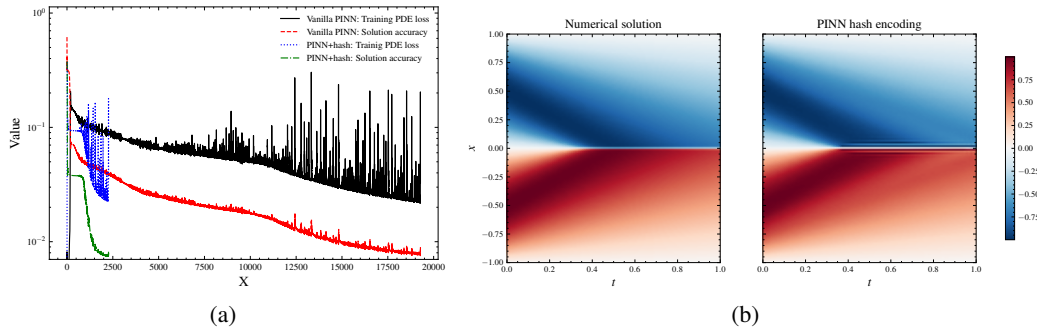 Vanilla PINN: Training PDE loss
Vanilla PINN: Solution accuracy
PINN+hash: Trainig PDE loss
PINN+hash: Solution accuracy
10⁰
10⁻¹
10⁻²
Value
0 2500 5000 7500 10000 12500 15000 17500 20000
X
(a)
Numerical solution
PINN hash encoding
1.00
0.75
0.50
0.25
0.00
−0.25
−0.50
−0.75
−1.00
x
0.0 0.2 0.4 0.6 0.8 1.0
t
0.0 0.2 0.4 0.6 0.8 1.0
t
0.75
0.50
0.25
0.00
−0.25
−0.50
−0.75
(b)